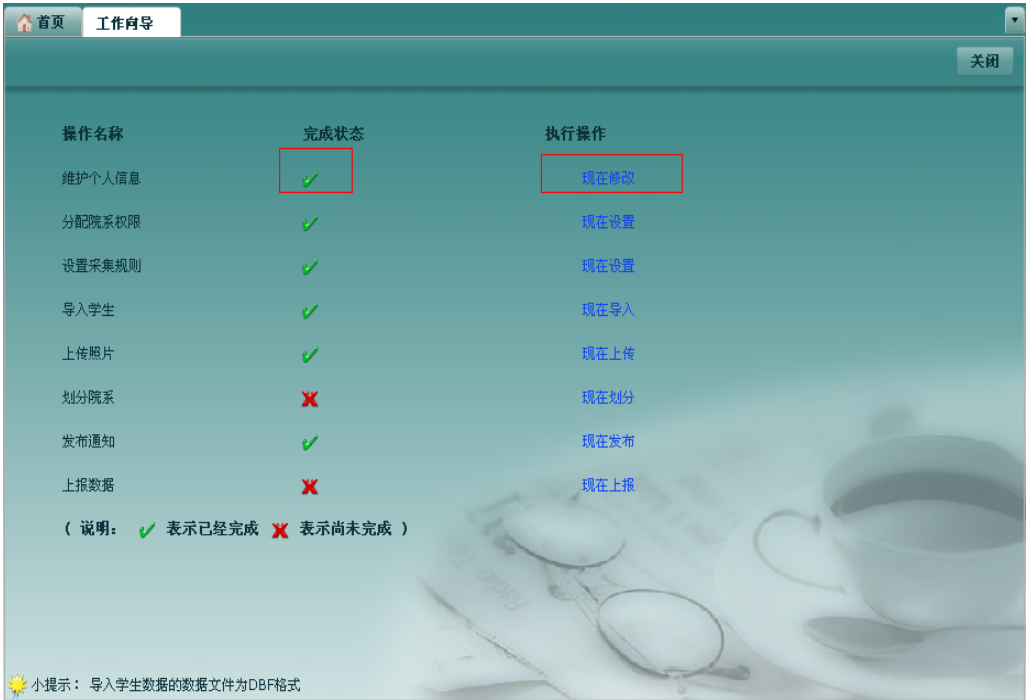 首页 工作向导
关闭
操作名称 完成状态 执行操作
维护个人信息 现在修改
分配院系权限 现在设置
设置采集规则 现在设置
导入学生 现在导入
上传照片 现在上传
划分院系 现在划分
发布通知 现在发布
上报数据 现在上报
( 说明: 表示已经完成 表示尚未完成 )
小提示: 导入学生数据的数据文件为DBF格式